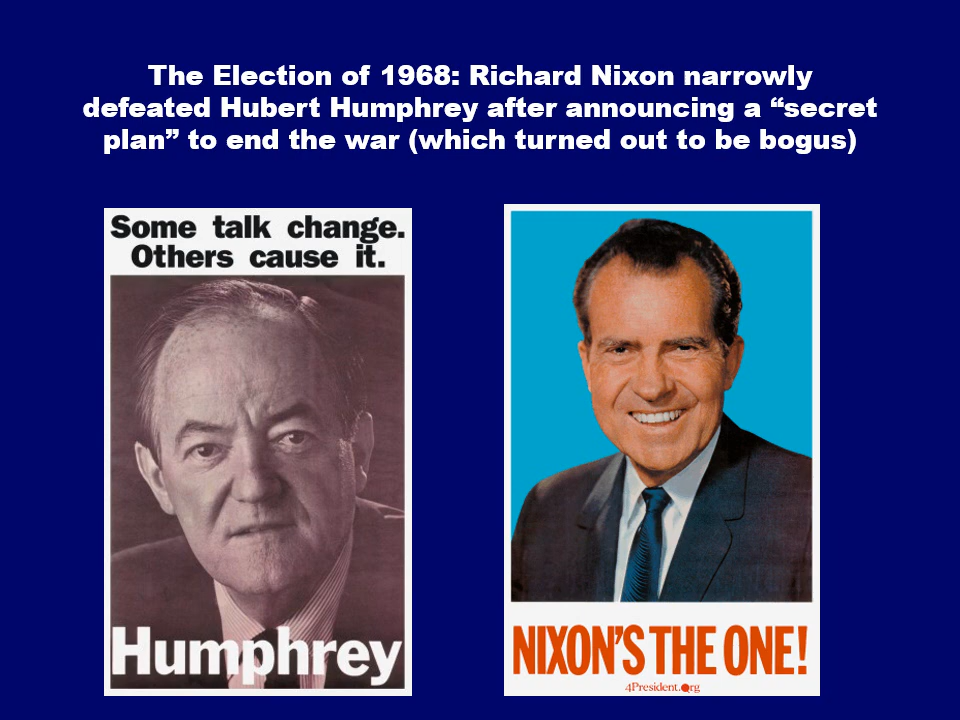 The Election of 1968: Richard Nixon narrowly
defeated Hubert Humphrey after announcing a “secret
plan” to end the war (which turned out to be bogus)
Some talk change.
Others cause it.
Humphrey
NIXON'S THE ONE!
4President.Org